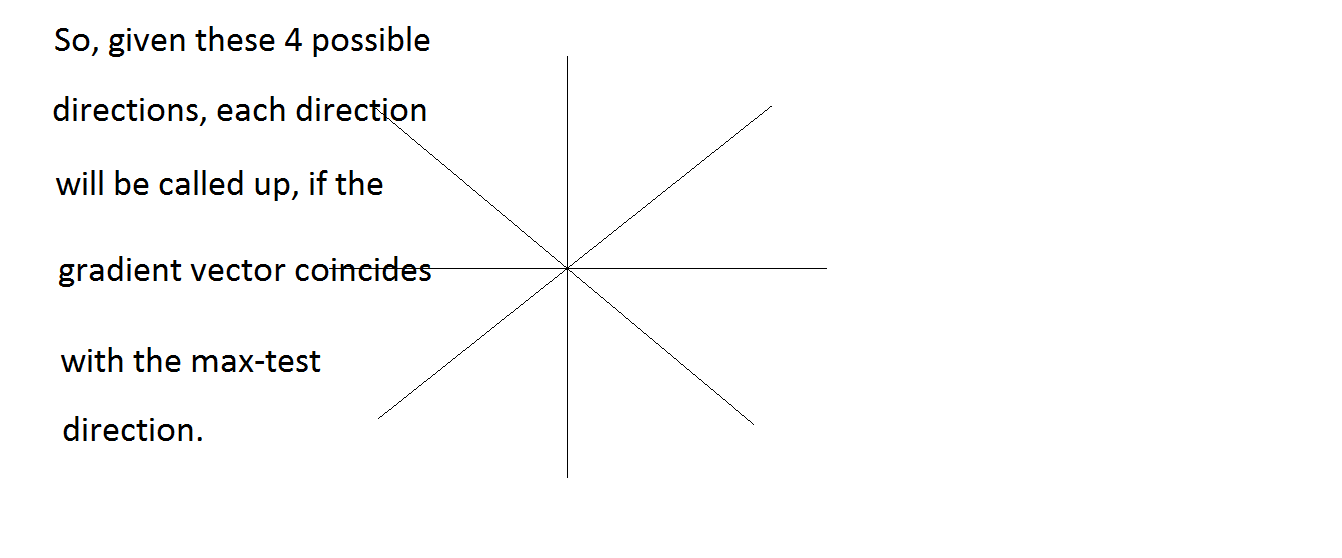 So, given these 4 possible
directions, each direction
will be called up, if the
gradient vector coincides
with the max-test
direction.